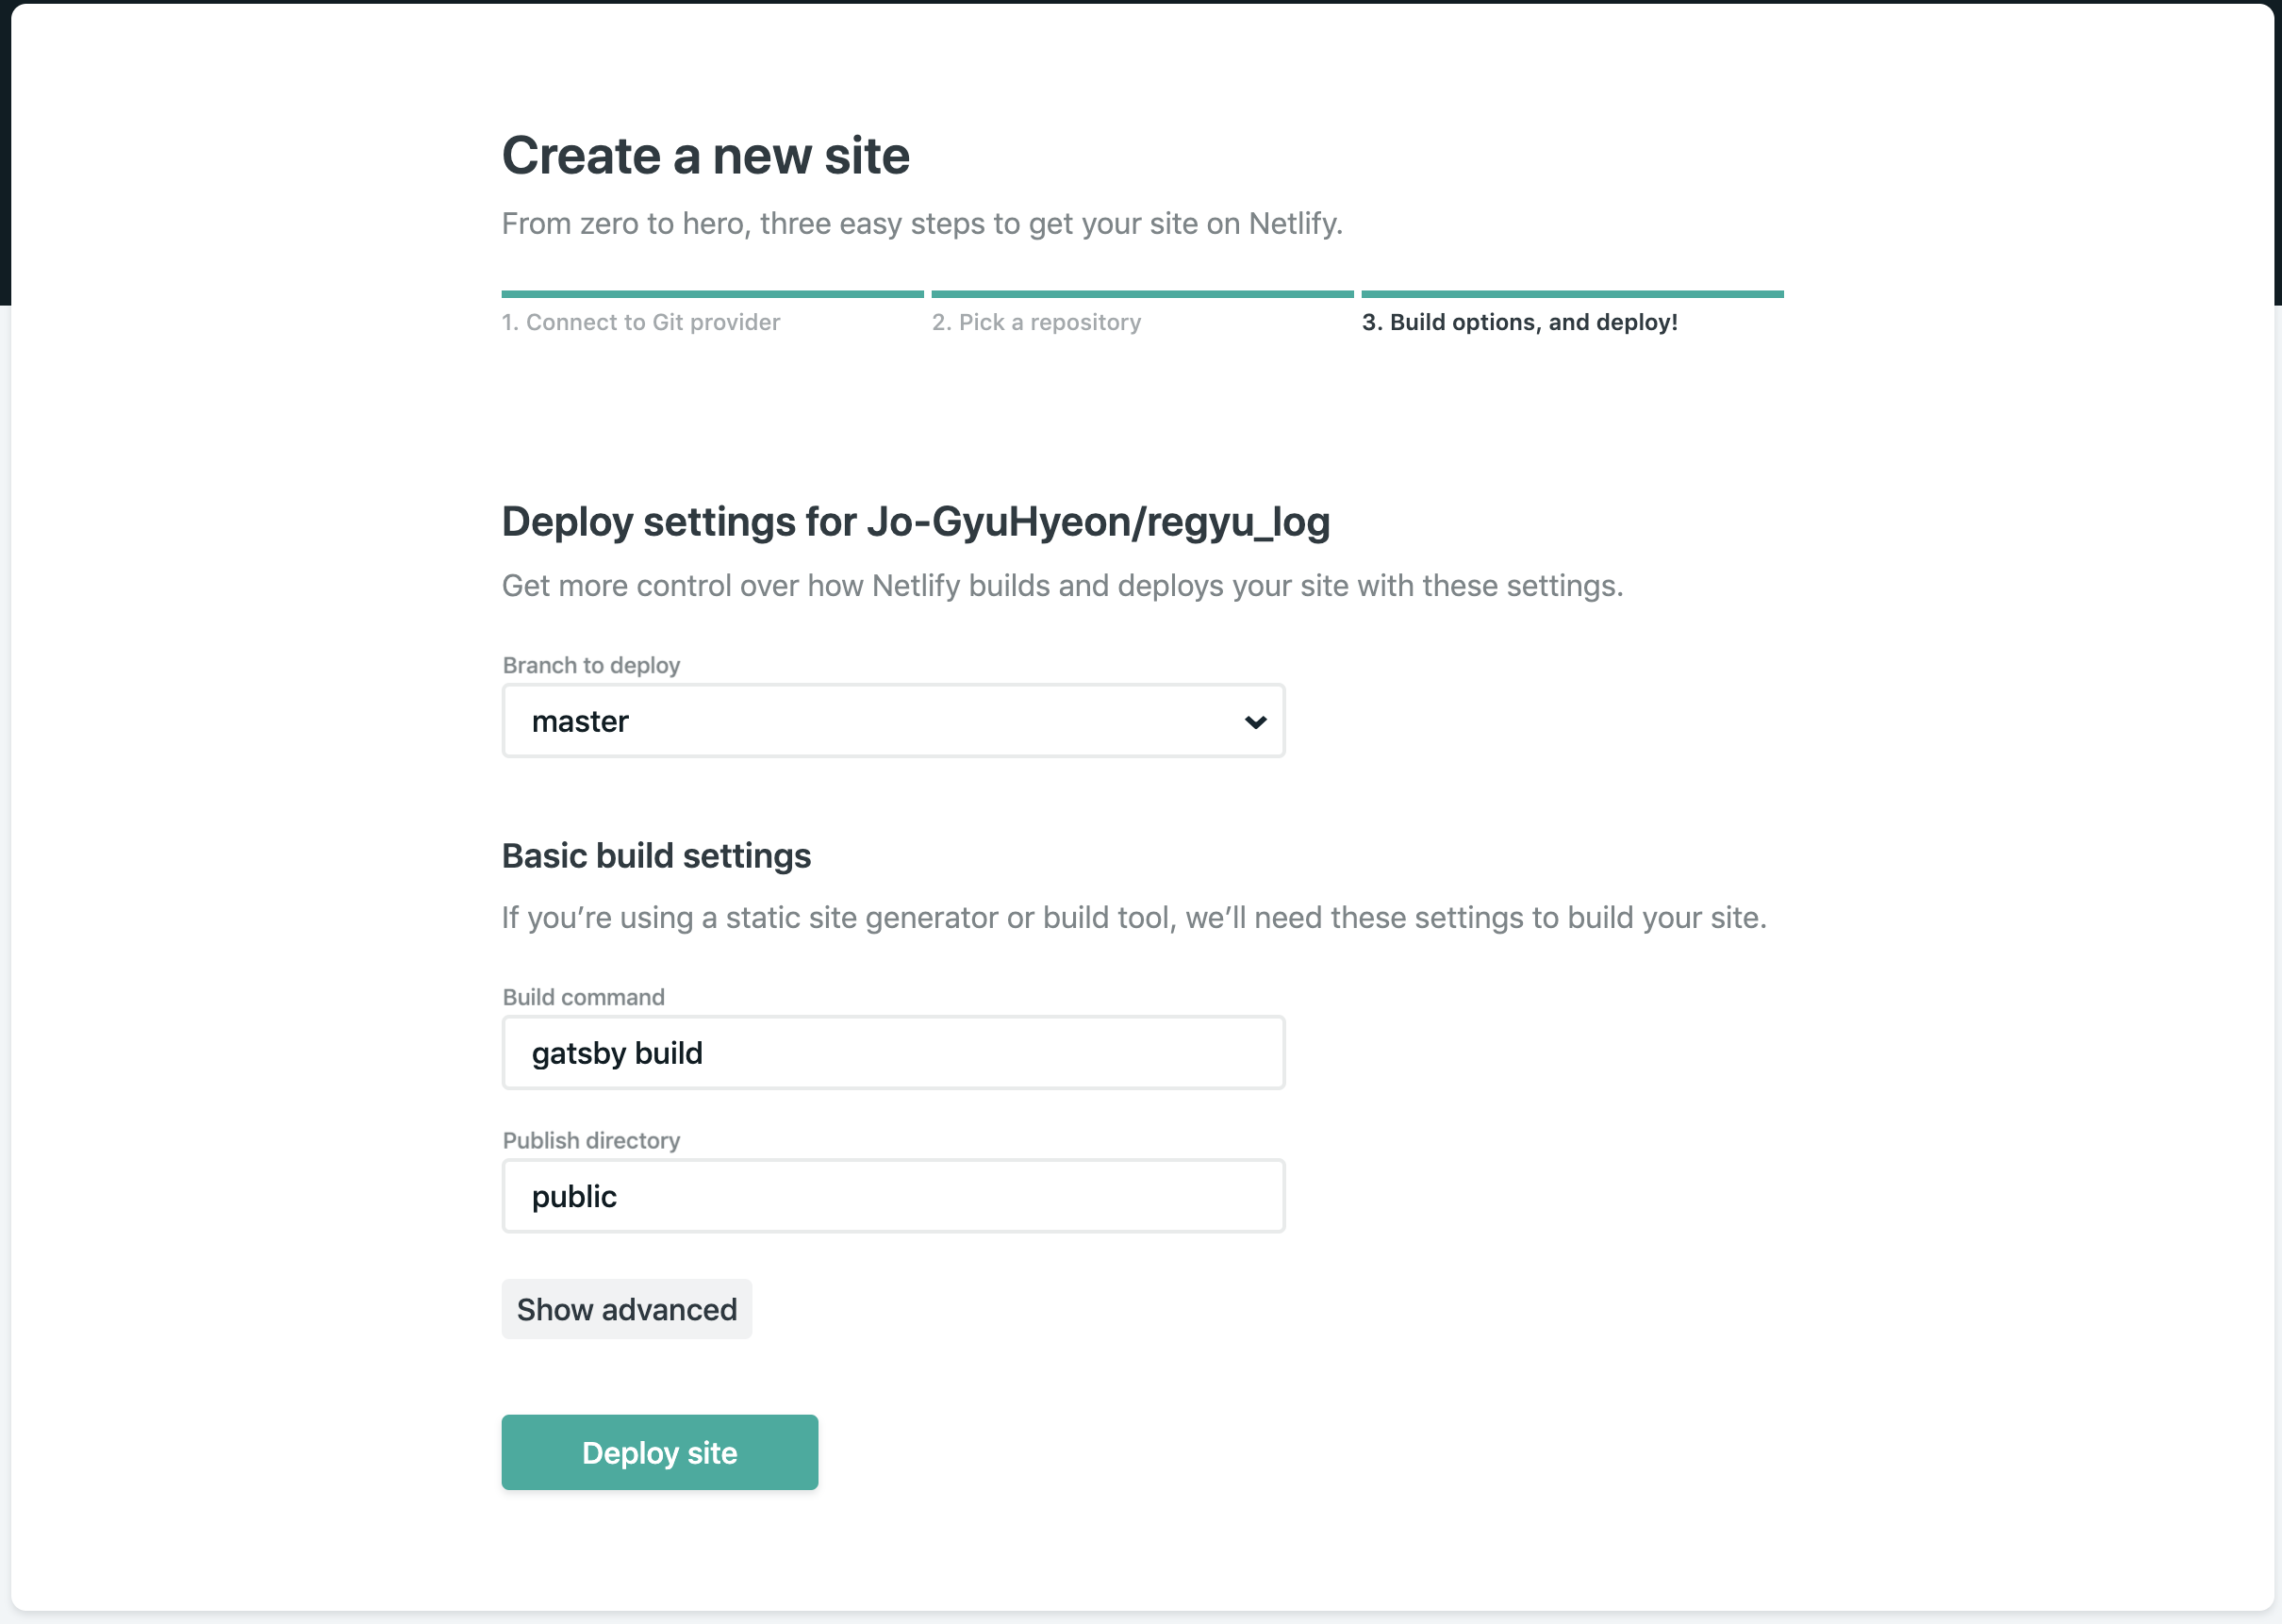 Create a new site
From zero to hero, three easy steps to get your site on Netlify.
1. Connect to Git provider
2. Pick a repository
3. Build options, and deploy!
Deploy settings for Jo-GyuHyeon/regyu_log
Get more control over how Netlify builds and deploys your site with these settings.
Branch to deploy
master
Basic build settings
If you’re using a static site generator or build tool, we’ll need these settings to build your site.
Build command
gatsby build
Publish directory
public
Show advanced
Deploy site